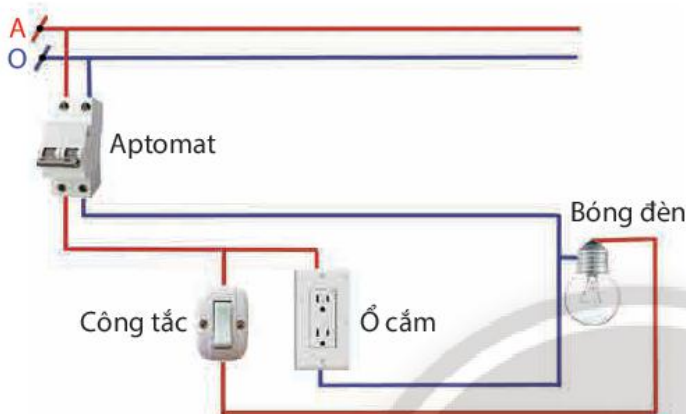 A
O
Aptomat
Bóng đèn
Công tắc
Ổ cắm